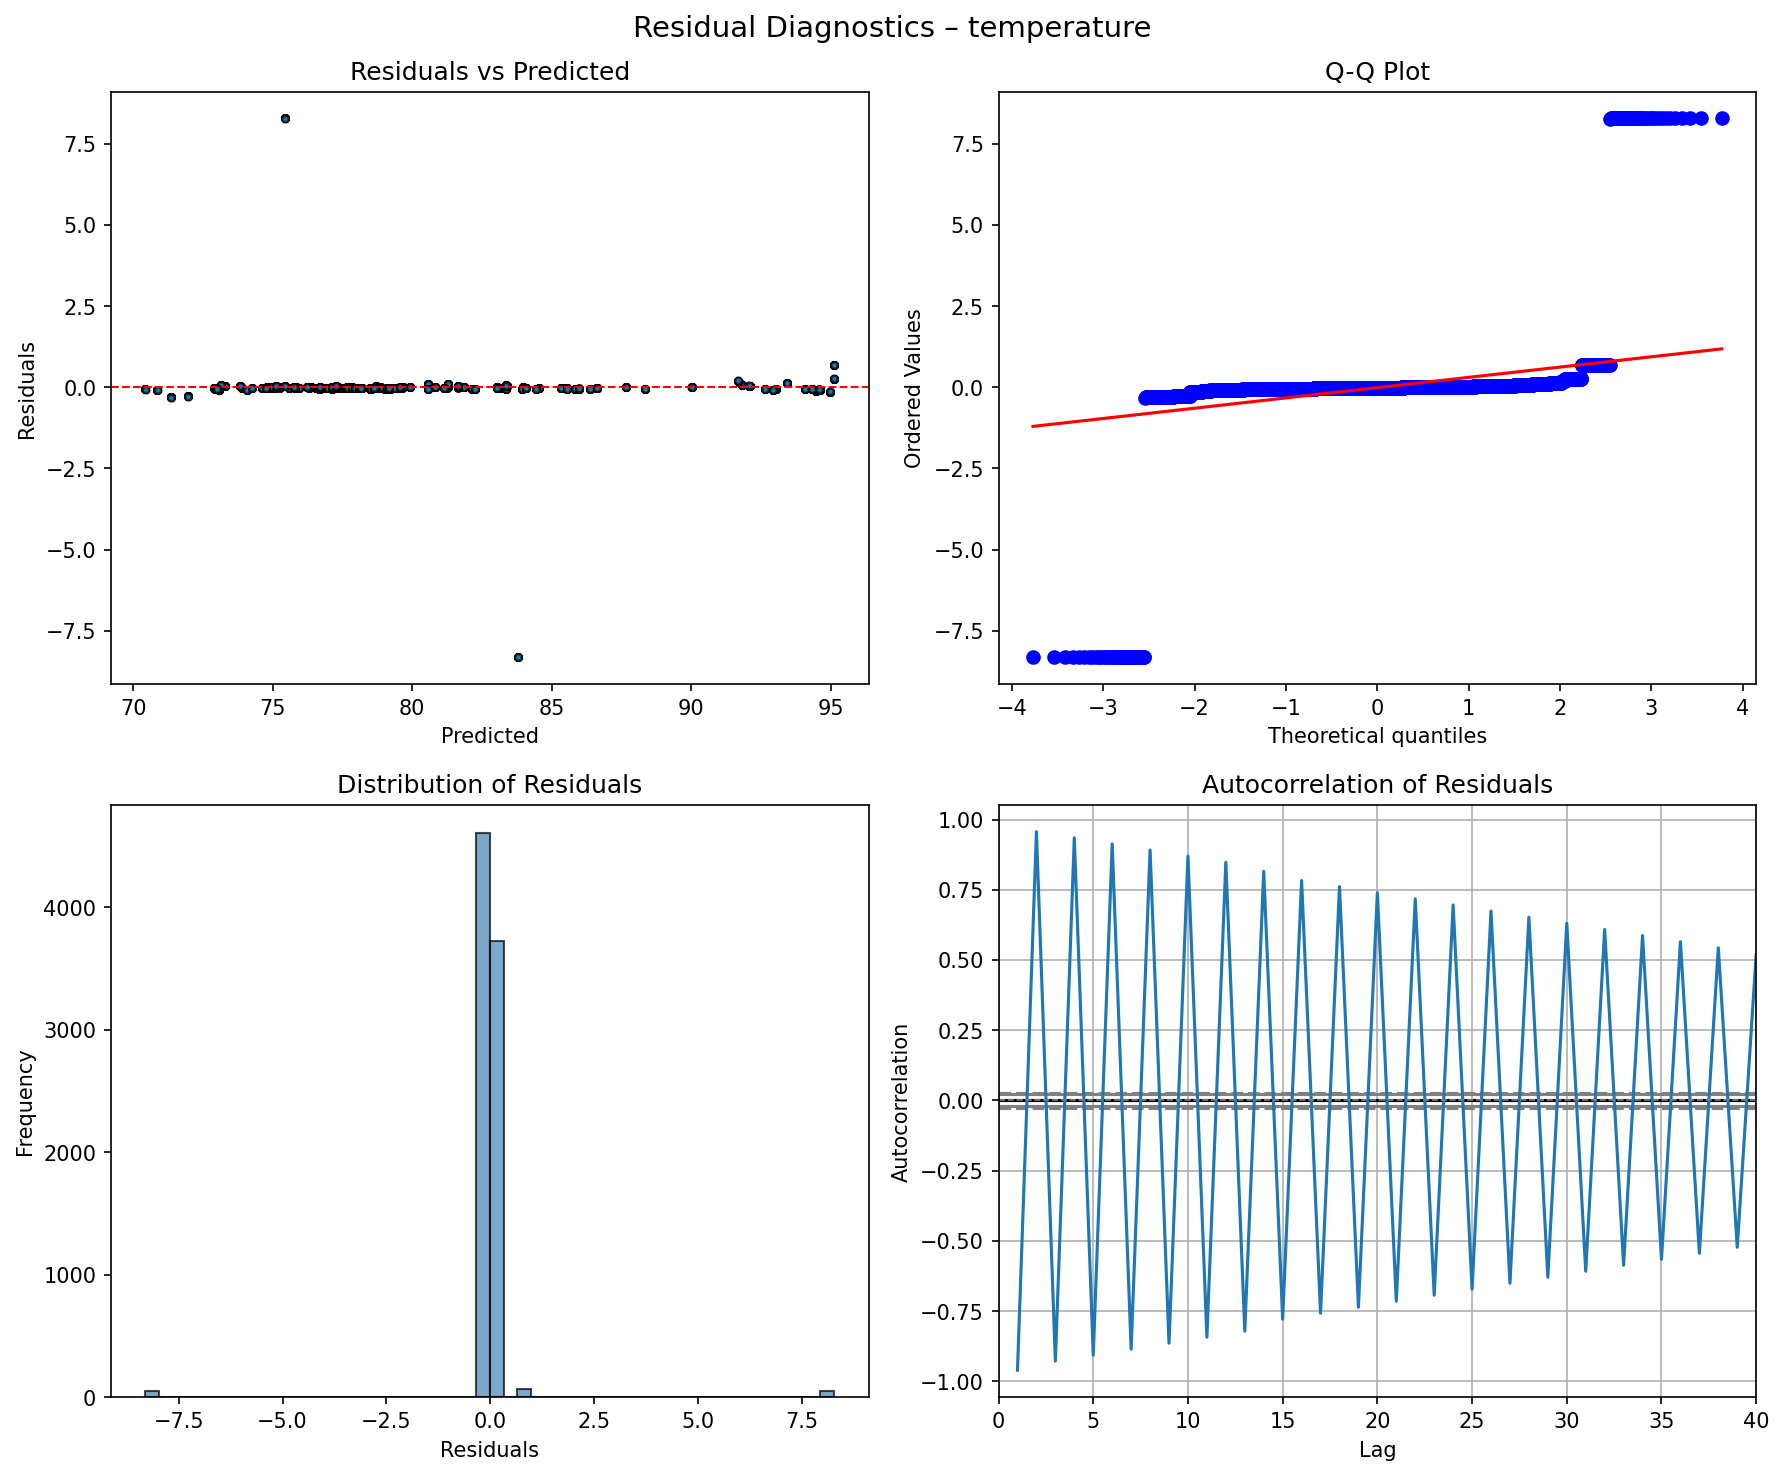 Residual Diagnostics – temperature
Residuals vs Predicted
7.5
5.0
2.5
0.0
−2.5
−5.0
−7.5
Residuals
70 75 80 85 90 95
Predicted
Q-Q Plot
7.5
5.0
2.5
0.0
−2.5
−5.0
−7.5
Ordered Values
−4 −3 −2 −1 0 1 2 3 4
Theoretical quantiles
Distribution of Residuals
4000
3000
2000
1000
0
Frequency
−7.5 −5.0 −2.5 0.0 2.5 5.0 7.5
Residuals
Autocorrelation of Residuals
1.00
0.75
0.50
0.25
0.00
−0.25
−0.50
−0.75
−1.00
Autocorrelation
0 5 10 15 20 25 30 35 40
Lag